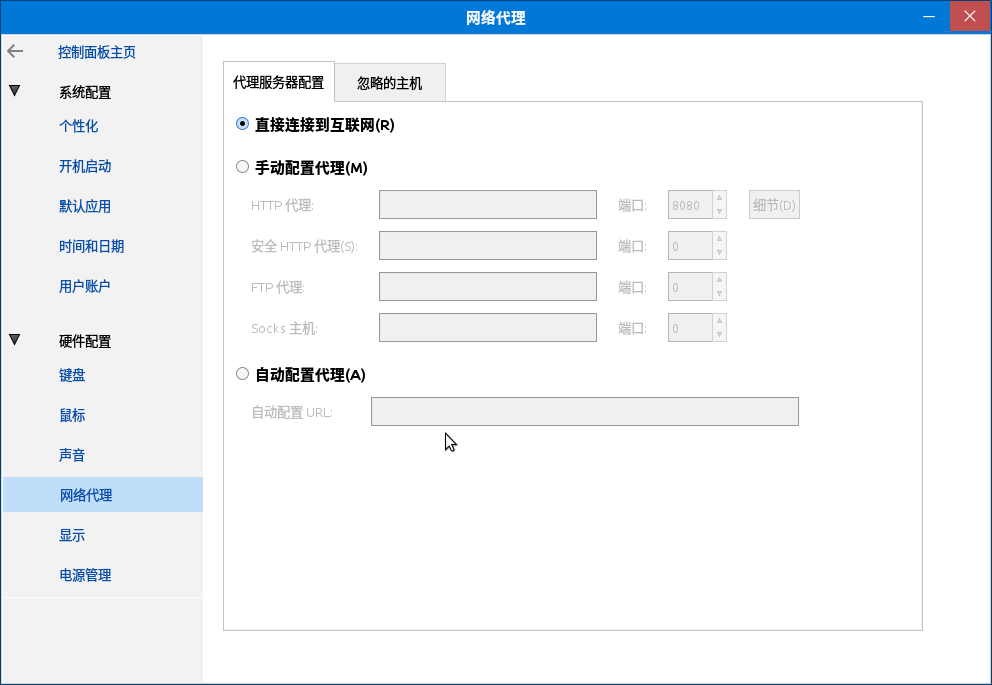 网络代理
控制面板主页
系统配置
个性化
开机启动
默认应用
时间和日期
用户账户
硬件配置
键盘
鼠标
声音
网络代理
显示
电源管理
代理服务器配置 忽略的主机
直接连接到互联网(R)
手动配置代理(M)
HTTP 代理: 端口: 8080 细节(D)
安全 HTTP 代理(S): 端口: 0
FTP 代理: 端口: 0
Socks 主机: 端口: 0
自动配置代理(A)
自动配置 URL: